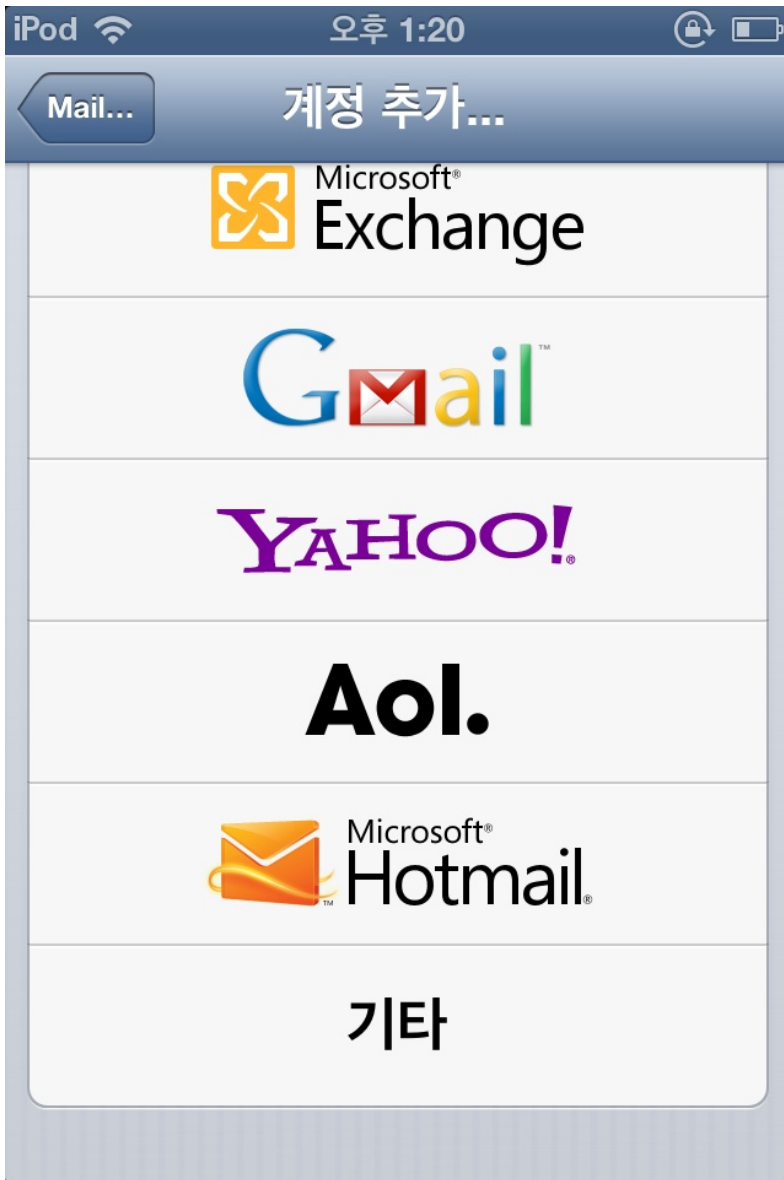 iPod 오후 1:20
Mail... 계정 추가...
Microsoft®
Exchange
Gmail™
YAHOO!®
Aol.
Microsoft®
Hotmail®
™
기타